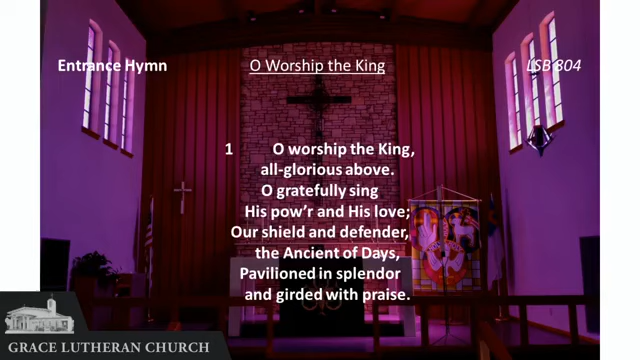 Entrance Hymn O Worship the King LSB 804
1 O worship the King,
all-glorious above.
O gratefully sing
His pow’r and His love;
Our shield and defender,
the Ancient of Days,
Pavilioned in splendor
and girded with praise.
GRACE LUTHERAN CHURCH